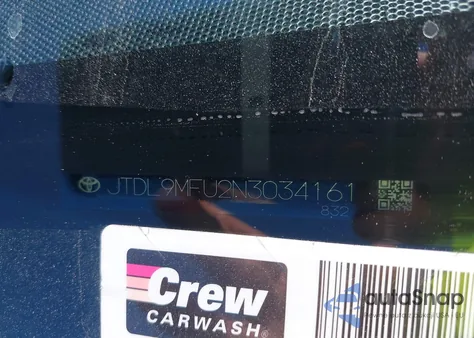 JTDL9MFU2N3034161
832
Crew
CARWASH
autoSnap